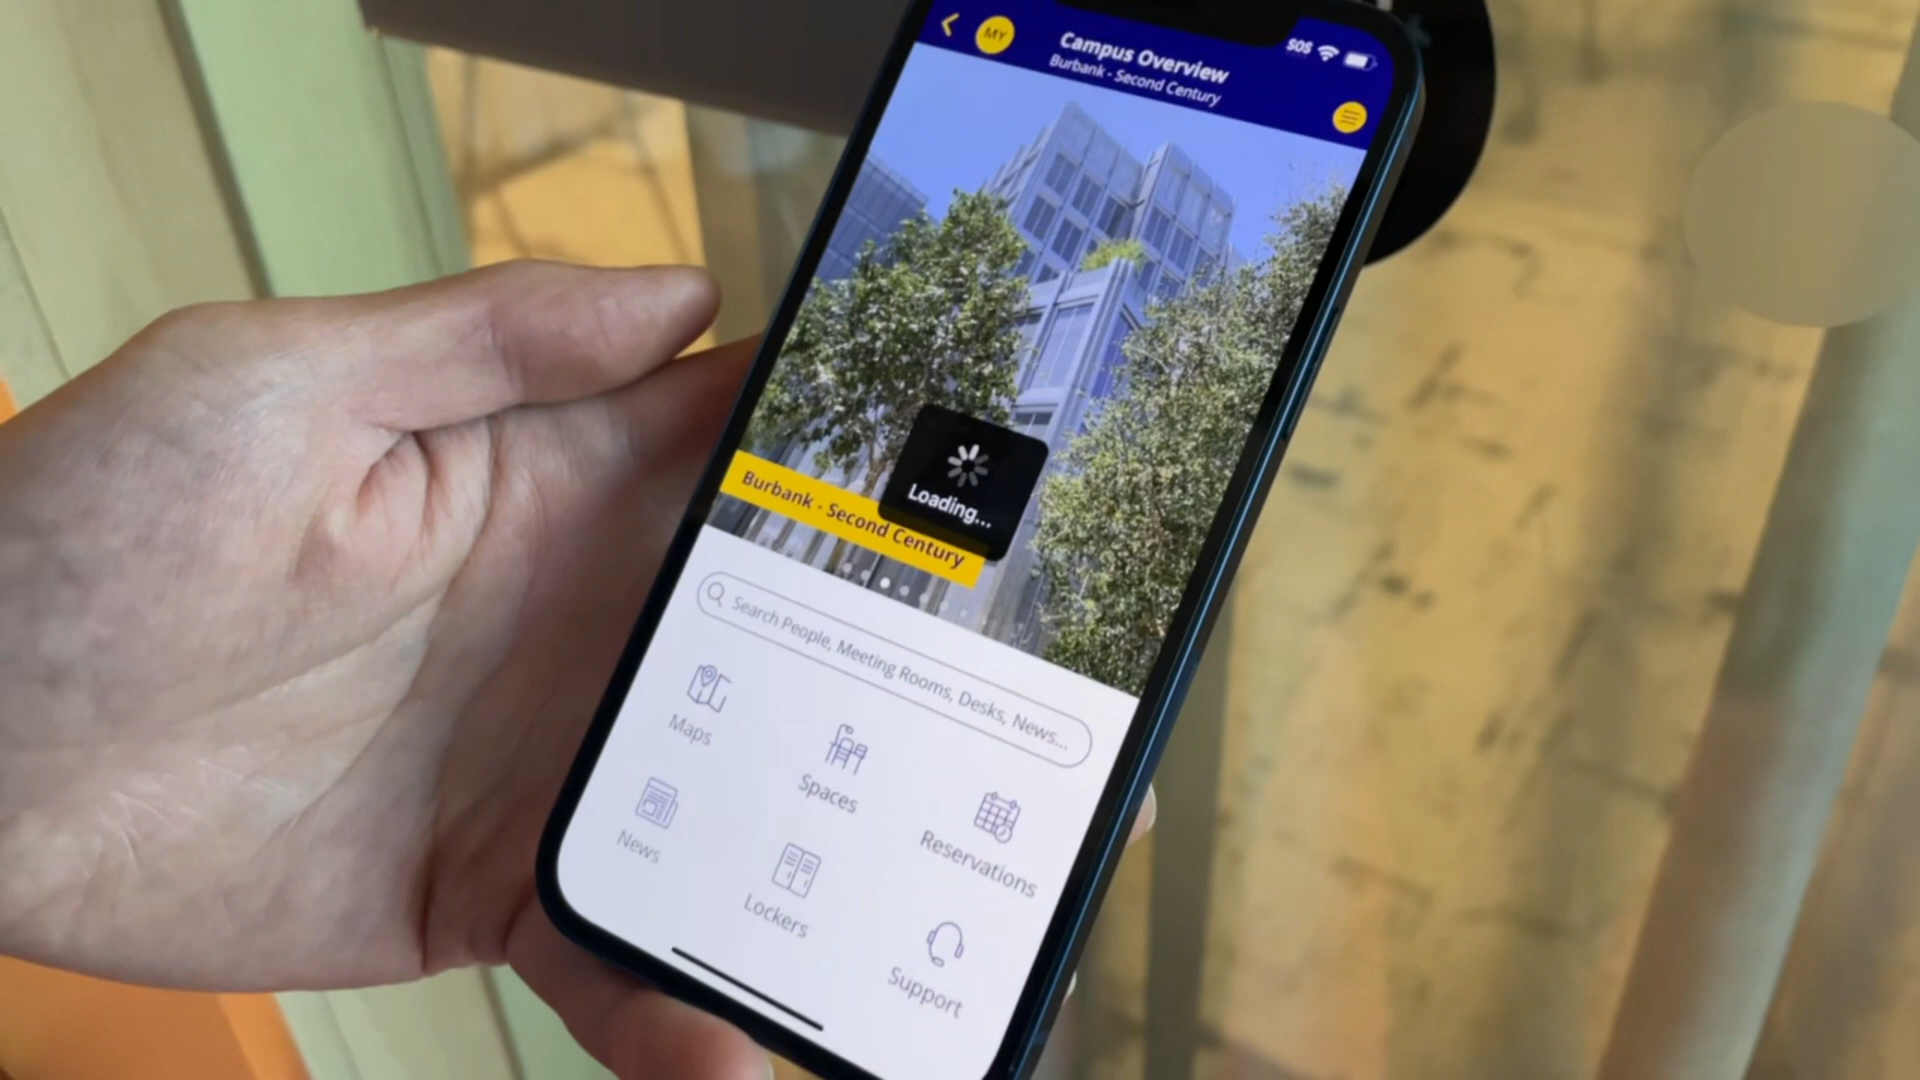 SOS
MY
Campus Overview
Burbank - Second Century
Loading...
Burbank - Second Century
Search People, Meeting Rooms, Desks, News...
Maps
Spaces
Reservations
News
Lockers
Support